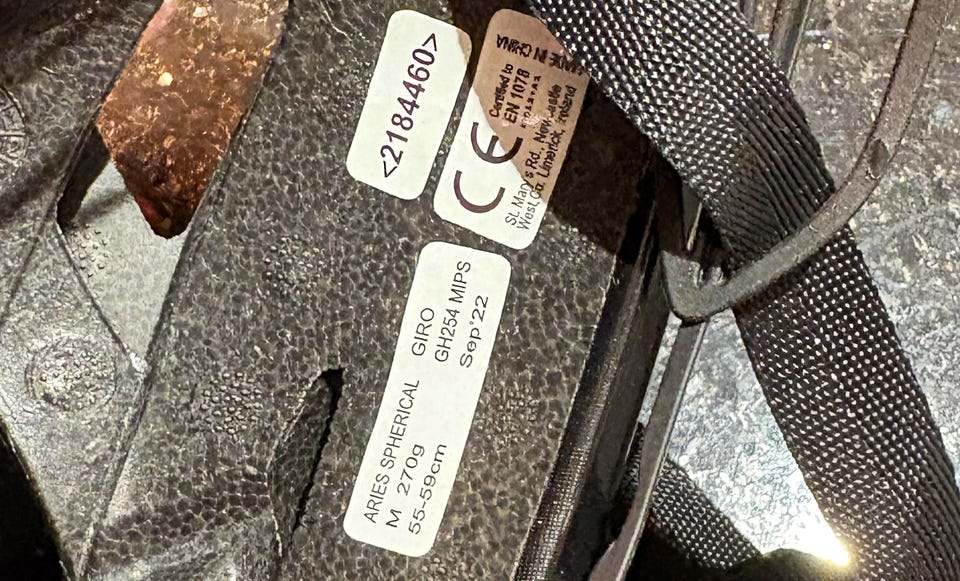 <2184460>
MADE IN CHINA
Certified to
EN 1078
CE
St. Mary's Rd., Newcastle
West, Co. Limerick, Ireland
ARIES SPHERICAL GIRO
M 270g GH254 MIPS
55-59cm Sep'22